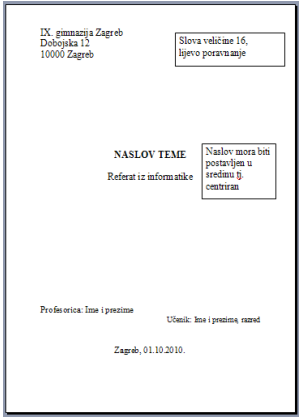 IX. gimnazija Zagreb
Dobojska 12
10000 Zagreb
Slova veličine 16,
lijevo poravnanje
NASLOV TEME
Referat iz informatike
Naslov mora biti
postavljen u
sredinu tj.
centriran
Profesorica: Ime i prezime
Učenik: Ime i prezime, razred
Zagreb, 01.10.2010.